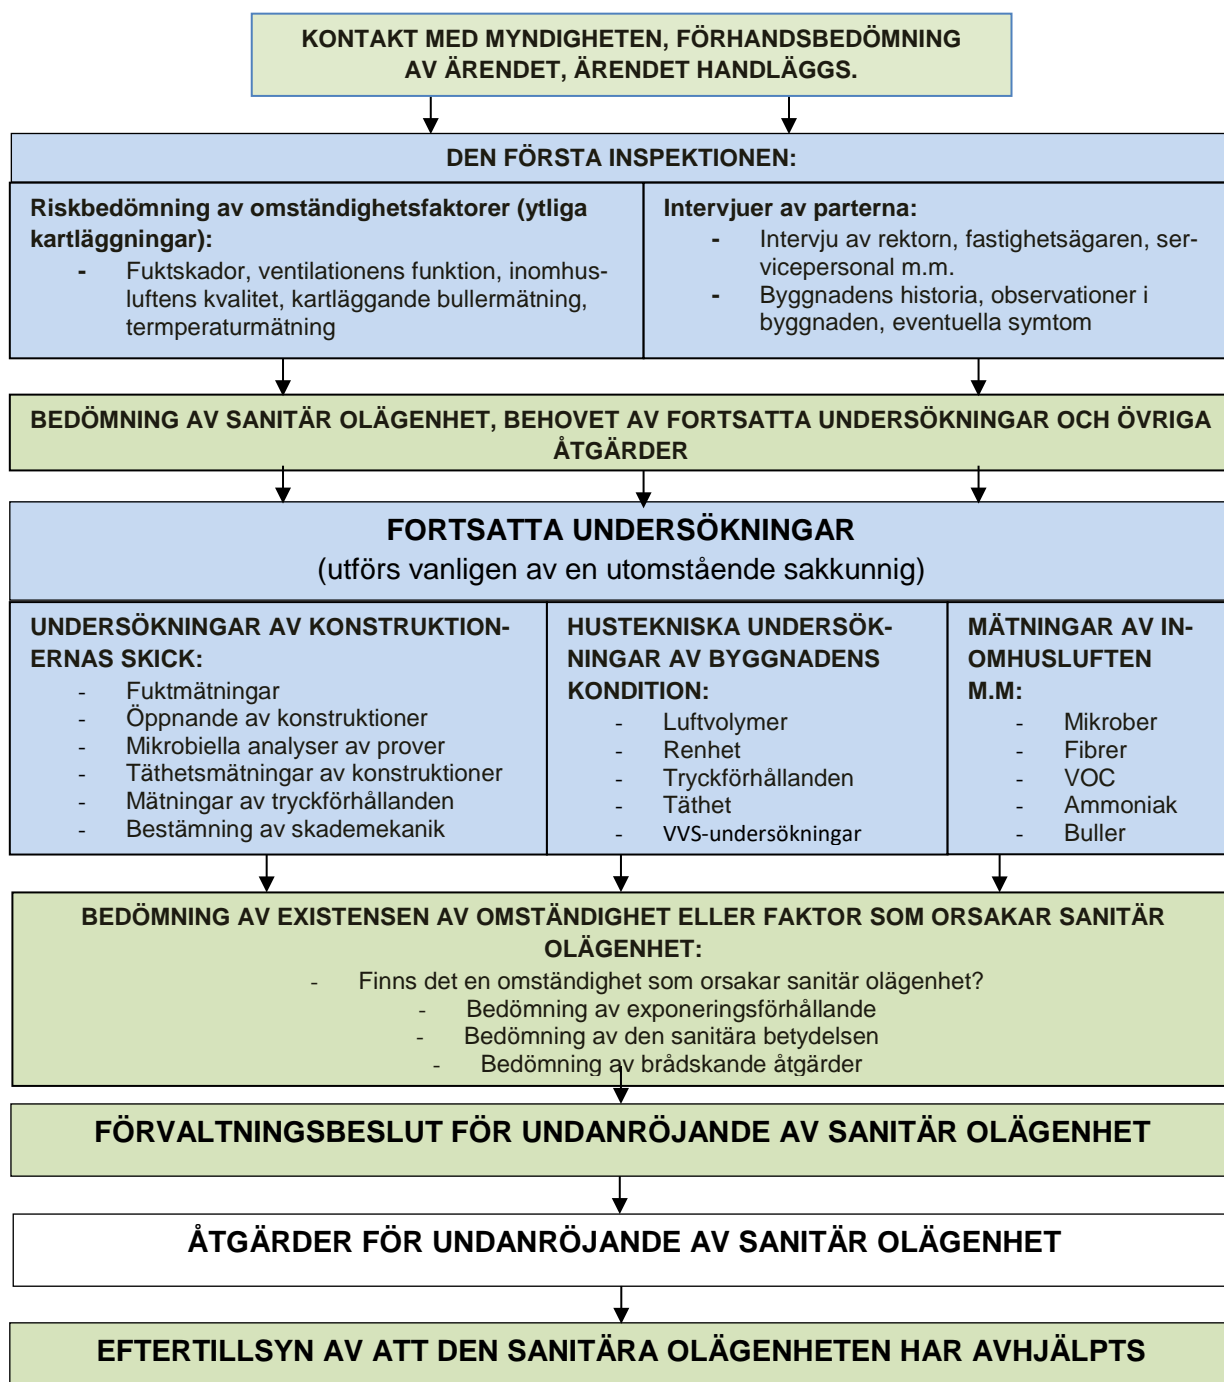 KONTAKT MED MYNDIGHETEN, FÖRHANDSBEDÖMNING
AV ÄRENDET, ÄRENDET HANDLÄGGS.
DEN FÖRSTA INSPEKTIONEN:
Riskbedömning av omständighetsfaktorer (ytliga
kartläggningar):
- Fuktskador, ventilationens funktion, inomhus-
luftens kvalitet, kartläggande bullermätning,
termperaturmätning
Intervjuer av parterna:
- Intervju av rektorn, fastighetsägaren, ser-
vicepersonal m.m.
- Byggnadens historia, observationer i
byggnaden, eventuella symtom
BEDÖMNING AV SANITÄR OLÄGENHET, BEHOVET AV FORTSATTA UNDERSÖKNINGAR OCH ÖVRIGA
ÅTGÄRDER
FORTSATTA UNDERSÖKNINGAR
(utförs vanligen av en utomstående sakkunnig)
UNDERSÖKNINGAR AV KONSTRUKTION-
ERNAS SKICK:
- Fuktmätningar
- Öppnande av konstruktioner
- Mikrobiella analyser av prover
- Täthetsmätningar av konstruktioner
- Mätningar av tryckförhållanden
- Bestämning av skademekanik
HUSTEKNISKA UNDERSÖK-
NINGAR AV BYGGNADENS
KONDITION:
- Luftvolymer
- Renhet
- Tryckförhållanden
- Täthet
- VVS-undersökningar
MÄTNINGAR AV IN-
OMHUSLUFTEN
M.M:
- Mikrober
- Fibrer
- VOC
- Ammoniak
- Buller
BEDÖMNING AV EXISTENSEN AV OMSTÄNDIGHET ELLER FAKTOR SOM ORSAKAR SANITÄR
OLÄGENHET:
- Finns det en omständighet som orsakar sanitär olägenhet?
- Bedömning av exponeringsförhållande
- Bedömning av den sanitära betydelsen
- Bedömning av brådskande åtgärder
FÖRVALTNINGSBESLUT FÖR UNDANRÖJANDE AV SANITÄR OLÄGENHET
ÅTGÄRDER FÖR UNDANRÖJANDE AV SANITÄR OLÄGENHET
EFTERTILLSYN AV ATT DEN SANITÄRA OLÄGENHETEN HAR AVHJÄLPTS